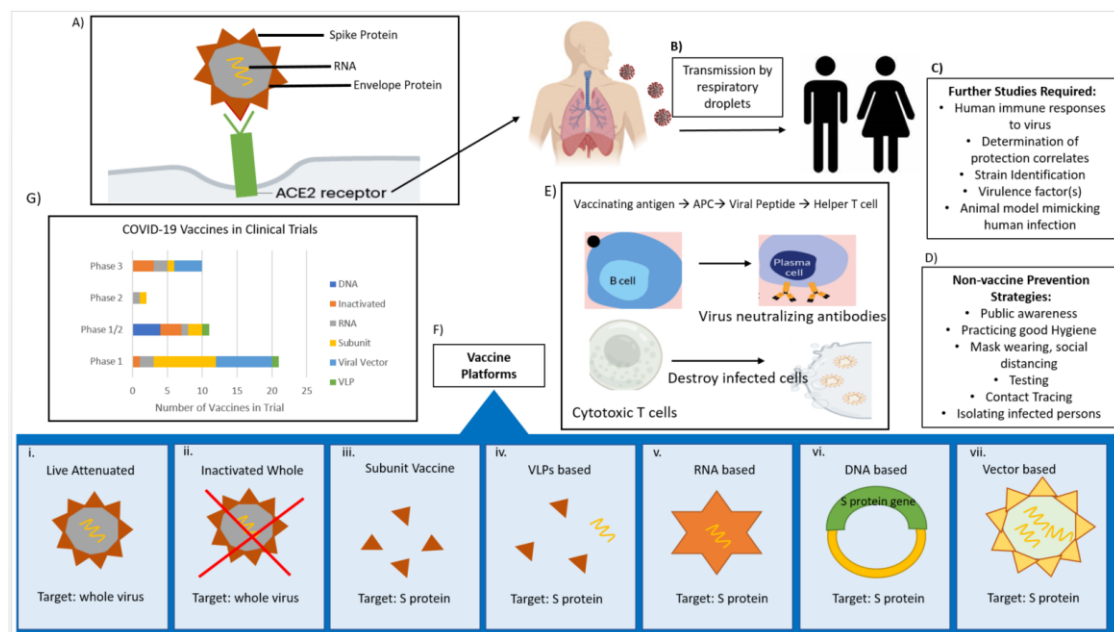 A)
Spike Protein
RNA
Envelope Protein
ACE2 receptor
B)
Transmission by
respiratory
droplets
C)
Further Studies Required:
• Human immune responses
to virus
• Determination of
protection correlates
• Strain Identification
• Virulence factor(s)
• Animal model mimicking
human infection
D)
Non-vaccine Prevention
Strategies:
• Public awareness
• Practicing good Hygiene
• Mask wearing, social
distancing
• Testing
• Contact Tracing
• Isolating infected persons
E)
Vaccinating antigen → APC→ Viral Peptide → Helper T cell
B cell
Plasma
cell
Virus neutralizing antibodies
Destroy infected cells
Cytotoxic T cells
F)
Vaccine
Platforms
G)
COVID-19 Vaccines in Clinical Trials
Phase 3
Phase 2
Phase 1/2
Phase 1
0 5 10 15 20 25
Number of Vaccines in Trial
DNA
Inactivated
RNA
Subunit
Viral Vector
VLP
i.
Live Attenuated
Target: whole virus
ii.
Inactivated Whole
Target: whole virus
iii.
Subunit Vaccine
Target: S protein
iv.
VLPs based
Target: S protein
v.
RNA based
Target: S protein
vi.
DNA based
S protein gene
Target: S protein
vii.
Vector based
Target: S protein